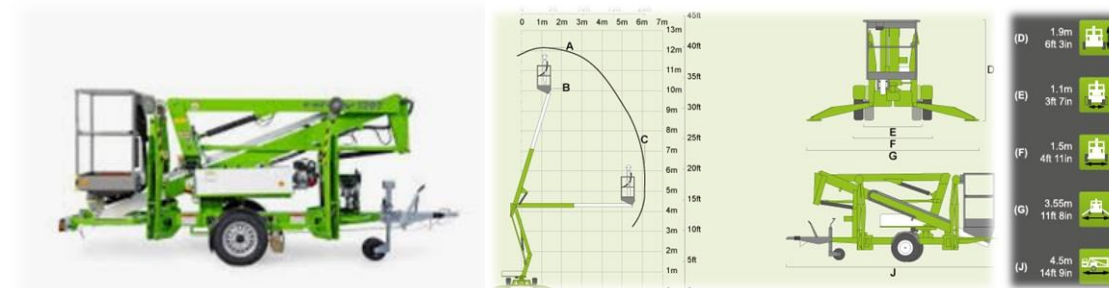 0 1m 2m 3m 4m 5m 6m 7m
45ft
13m
40ft
12m
A
11m
35ft
B
10m
9m
30ft
8m
25ft
C
7m
6m
20ft
5m
15ft
4m
3m
10ft
2m
5ft
1m
D
E
F
G
J
(D) 1.9m
6ft 3in
(E) 1.1m
3ft 7in
(F) 1.5m
4ft 11in
(G) 3.55m
11ft 8in
(J) 4.5m
14ft 9in